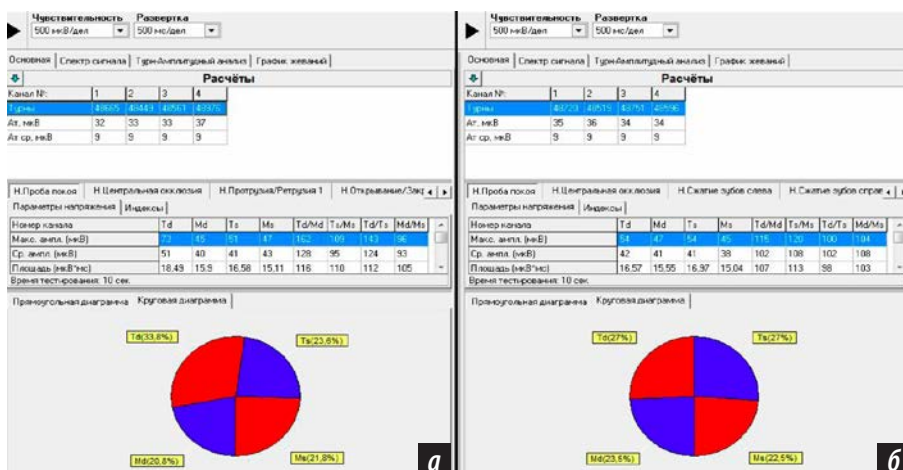 Чувствительность Развертка
500 мкВ/дел 500 мс/дел
Основная Спектр сигнала Турн-Амплитудный анализ График жеваний
Расчёты
Канал №: 1 2 3 4
Турны 48665 48449 48561 48976
Ат, мкВ 32 33 33 37
Ат ср, мкВ 9 9 9 9
Н.Проба покоя Н.Центральная окклюзия Н.Протрузия/Ретрузия 1 Н.Открывание/Закр
Параметры напряжения Индексы
Номер канала Td Md Ts Ms Td/Md Ts/Ms Td/Ts Md/Ms
Макс. ампл. (мкВ) 73 45 51 47 162 109 143 96
Ср. ампл. (мкВ) 51 40 41 43 128 95 124 93
Площадь (мкВ*мс) 18,49 15,9 16,58 15,11 116 110 112 105
Время тестирования: 10 сек.
Прямоугольная диаграмма Круговая диаграмма
Td(33,8%) Ts(23,6%)
Md(20,8%) Ms(21,8%)
а
Чувствительность Развертка
500 мкВ/дел 500 мс/дел
Основная Спектр сигнала Турн-Амплитудный анализ График жеваний
Расчёты
Канал №: 1 2 3 4
Турны 48720 48519 48751 48596
Ат, мкВ 35 36 34 34
Ат ср, мкВ 9 9 9 9
Н.Проба покоя Н.Центральная окклюзия Н.Сжатие зубов слева Н.Сжатие зубов справ
Параметры напряжения Индексы
Номер канала Td Md Ts Ms Td/Md Ts/Ms Td/Ts Md/Ms
Макс. ампл. (мкВ) 54 47 54 45 115 120 100 104
Ср. ампл. (мкВ) 42 41 41 38 102 108 102 108
Площадь (мкВ*мс) 16,57 15,55 16,97 15,04 107 113 98 103
Время тестирования: 10 сек.
Прямоугольная диаграмма Круговая диаграмма
Td(27%) Ts(27%)
Md(23,5%) Ms(22,5%)
б